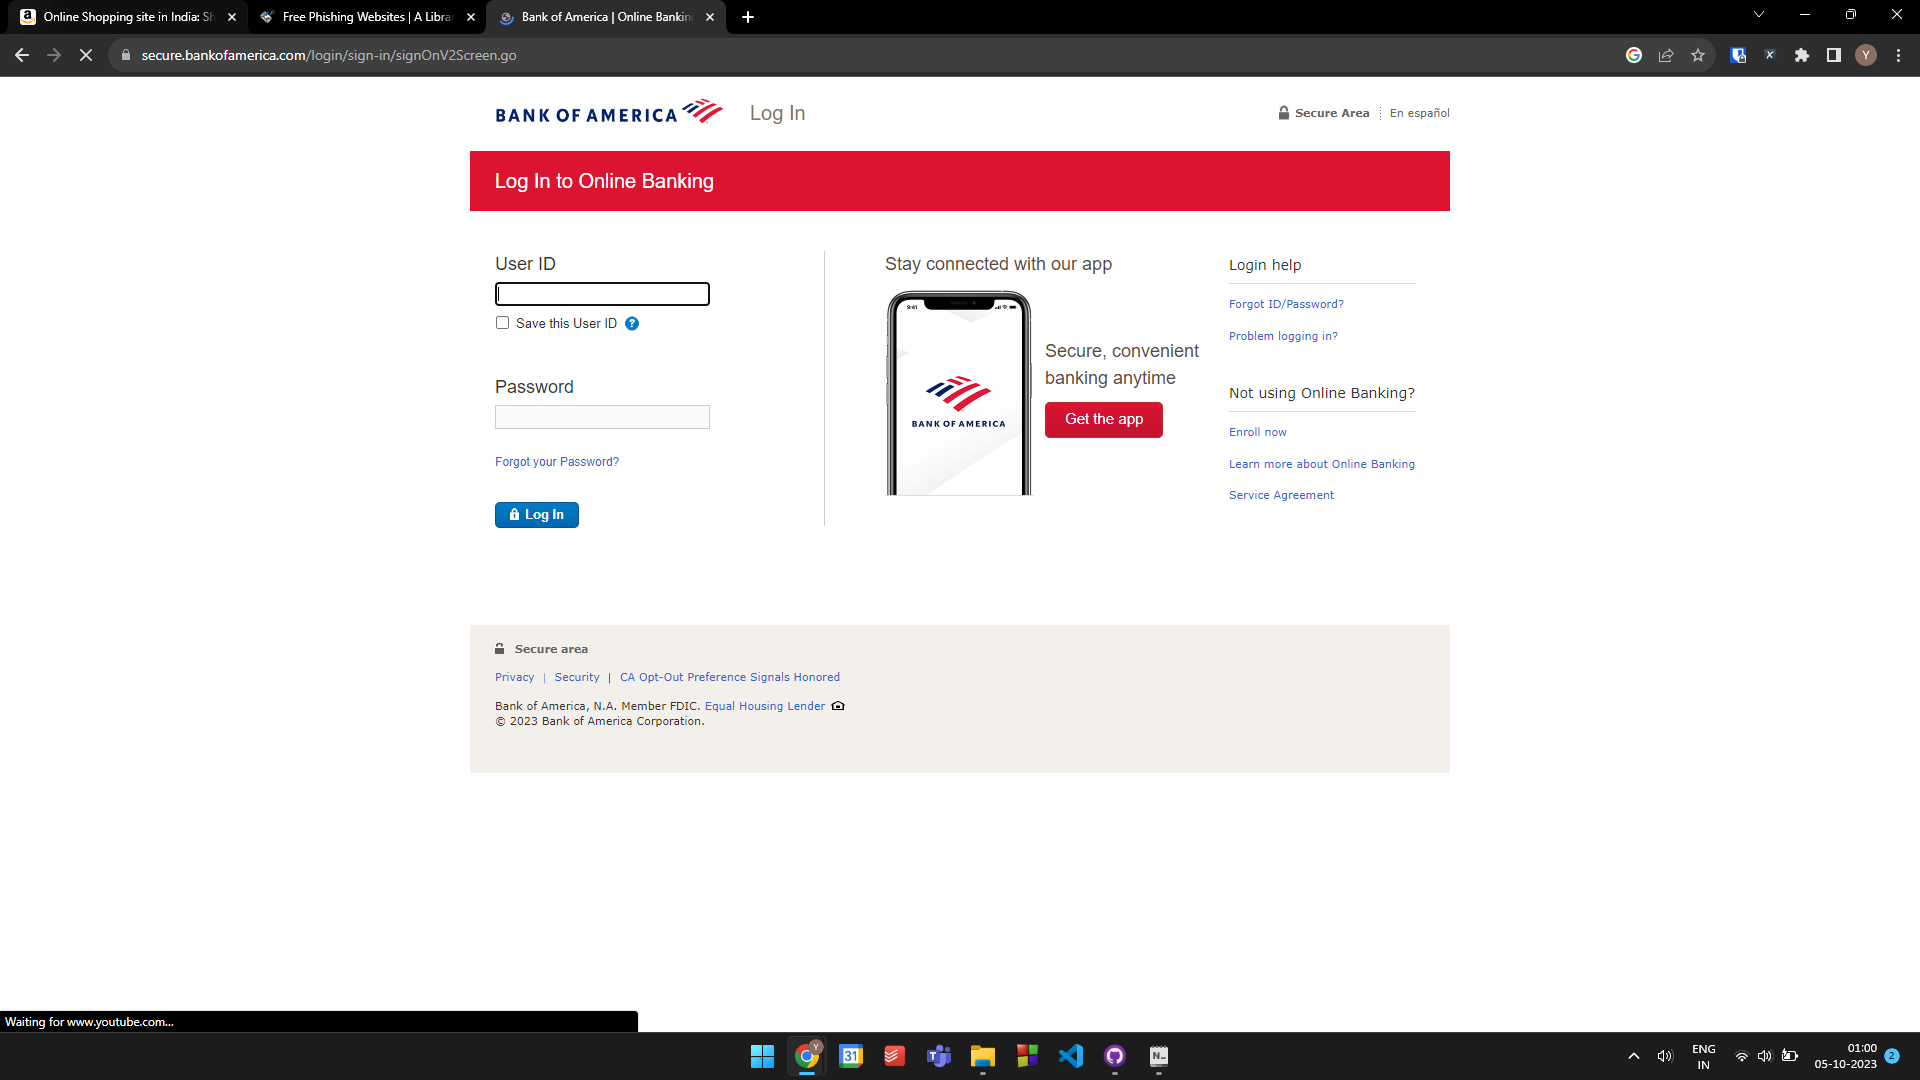 Online Shopping site in India: Sh
Free Phishing Websites | A Librar
Bank of America | Online Banking
secure.bankofamerica.com/login/sign-in/signOnV2Screen.go
Y
BANK OF AMERICA
Log In
Secure Area
En español
Log In to Online Banking
User ID
Save this User ID ?
Password
Forgot your Password?
Log In
Stay connected with our app
9:41
BANK OF AMERICA
Secure, convenient
banking anytime
Get the app
Login help
Forgot ID/Password?
Problem logging in?
Not using Online Banking?
Enroll now
Learn more about Online Banking
Service Agreement
Secure area
Privacy | Security | CA Opt-Out Preference Signals Honored
Bank of America, N.A. Member FDIC. Equal Housing Lender
© 2023 Bank of America Corporation.
Waiting for www.youtube.com...
Y
31
T
N
ENG
IN
01:00
05-10-2023
2